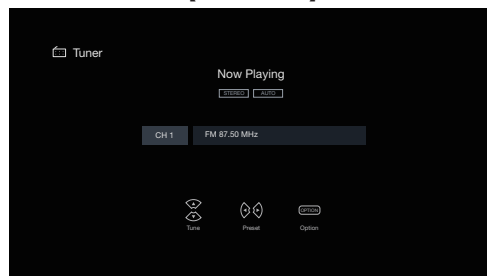 Tuner
Now Playing
STEREO AUTO
CH 1 FM 87.50 MHz
OPTION
Tune Preset Option